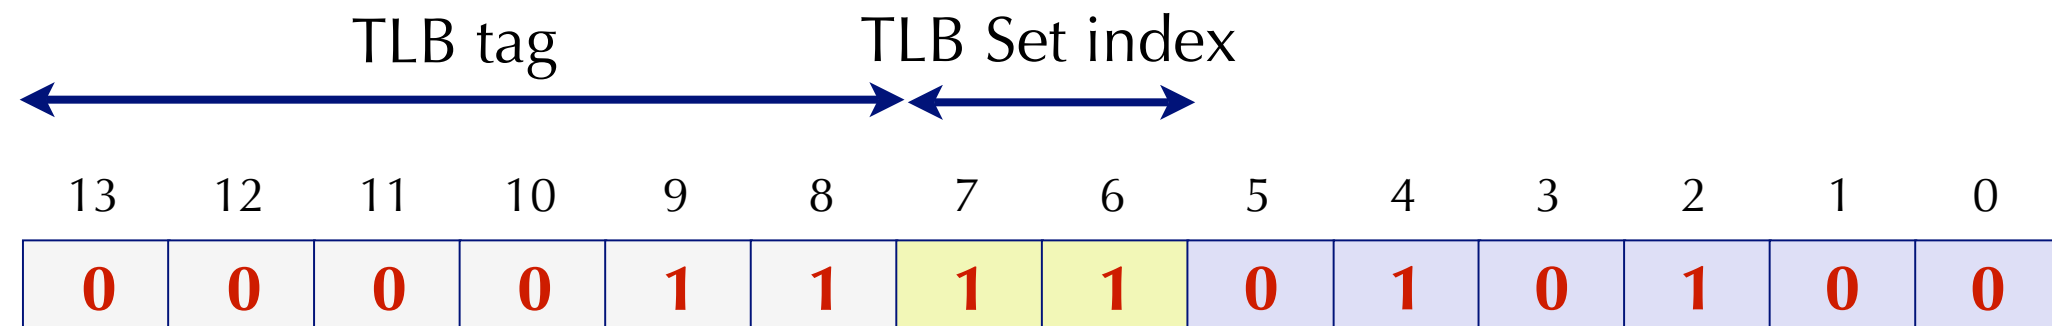 TLB tag TLB Set index
13 12 11 10 9 8 7 6 5 4 3 2 1 0
0 0 0 0 1 1 1 1 0 1 0 1 0 0